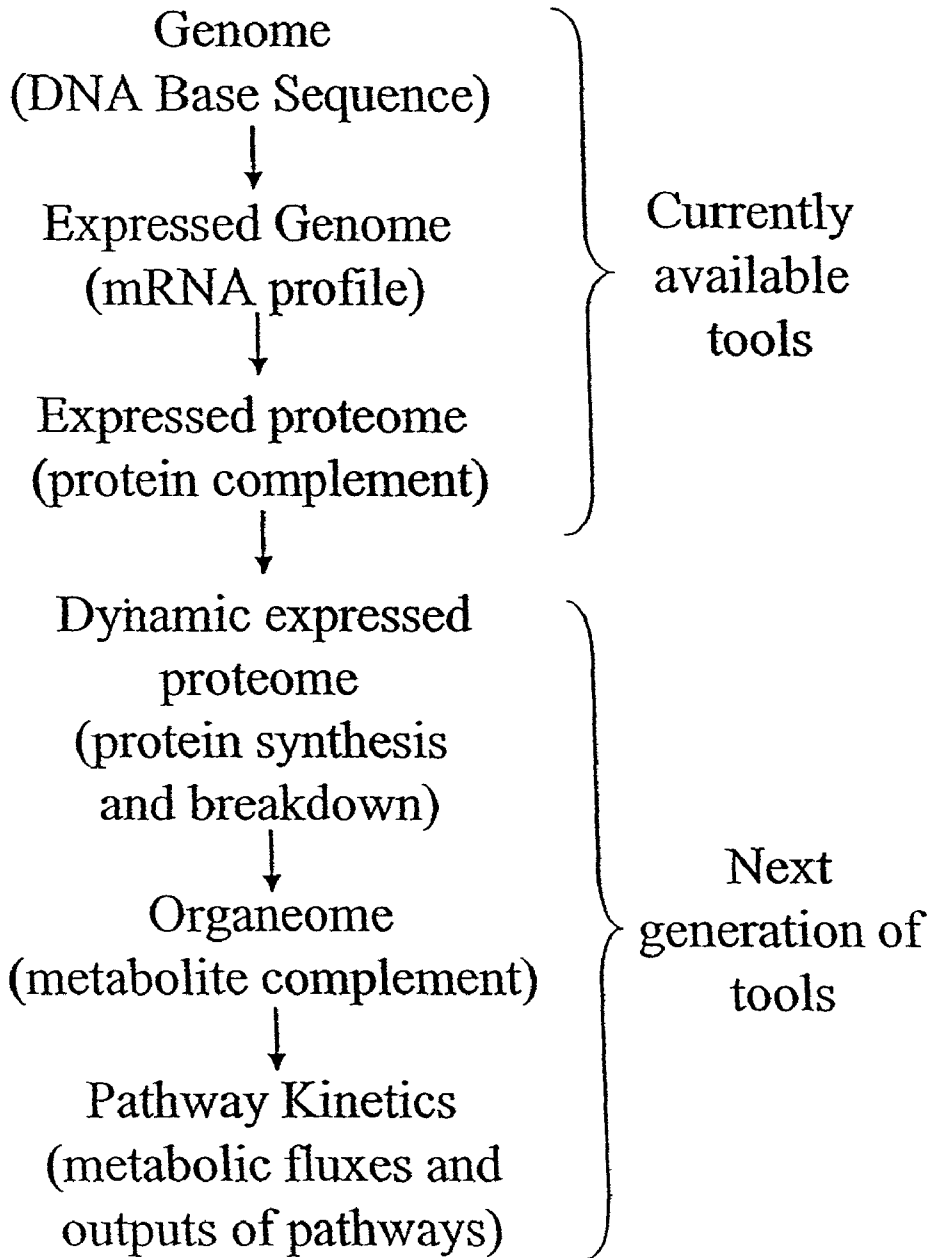 Genome
(DNA Base Sequence)
Expressed Genome
(mRNA profile)
Expressed proteome
(protein complement)
Dynamic expressed
proteome
(protein synthesis
and breakdown)
Organeome
(metabolite complement)
Pathway Kinetics
(metabolic fluxes and
outputs of pathways)
Currently
available
tools
Next
generation of
tools